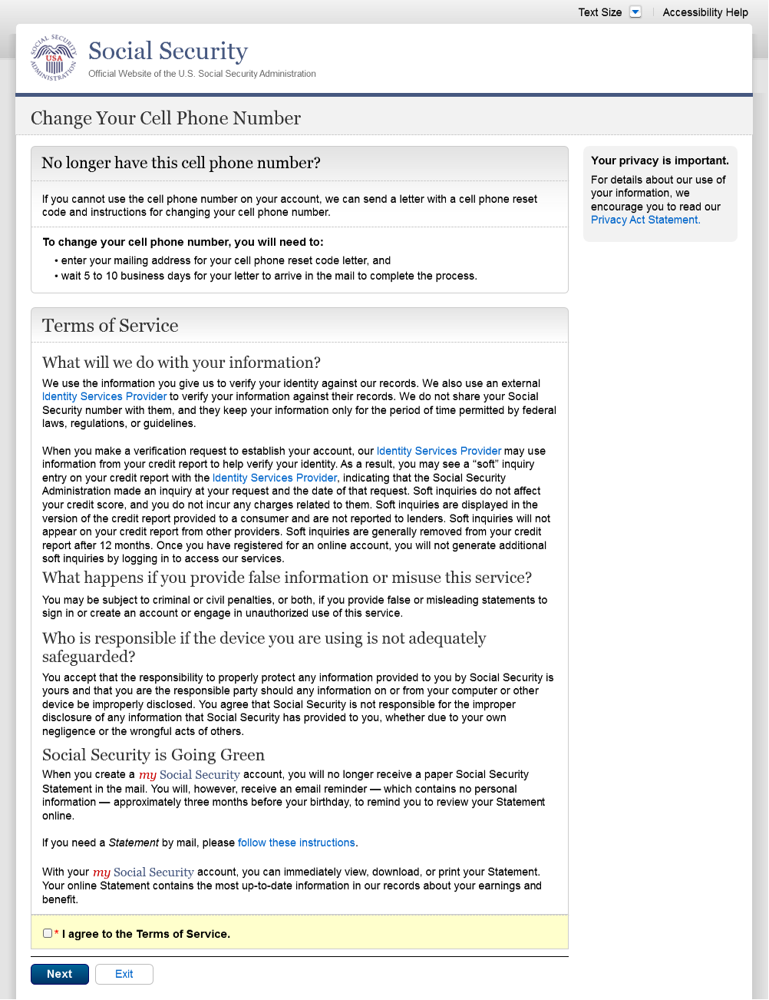 Text Size
Accessibility Help
SOCIAL SECURITY ADMINISTRATION
USA
Social Security
Official Website of the U.S. Social Security Administration
Change Your Cell Phone Number
No longer have this cell phone number?
If you cannot use the cell phone number on your account, we can send a letter with a cell phone reset
code and instructions for changing your cell phone number.
To change your cell phone number, you will need to:
• enter your mailing address for your cell phone reset code letter, and
• wait 5 to 10 business days for your letter to arrive in the mail to complete the process.
Your privacy is important.
For details about our use of
your information, we
encourage you to read our
Privacy Act Statement.
Terms of Service
What will we do with your information?
We use the information you give us to verify your identity against our records. We also use an external
Identity Services Provider to verify your information against their records. We do not share your Social
Security number with them, and they keep your information only for the period of time permitted by federal
laws, regulations, or guidelines.
When you make a verification request to establish your account, our Identity Services Provider may use
information from your credit report to help verify your identity. As a result, you may see a “soft” inquiry
entry on your credit report with the Identity Services Provider, indicating that the Social Security
Administration made an inquiry at your request and the date of that request. Soft inquiries do not affect
your credit score, and you do not incur any charges related to them. Soft inquiries are displayed in the
version of the credit report provided to a consumer and are not reported to lenders. Soft inquiries will not
appear on your credit report from other providers. Soft inquiries are generally removed from your credit
report after 12 months. Once you have registered for an online account, you will not generate additional
soft inquiries by logging in to access our services.
What happens if you provide false information or misuse this service?
You may be subject to criminal or civil penalties, or both, if you provide false or misleading statements to
sign in or create an account or engage in unauthorized use of this service.
Who is responsible if the device you are using is not adequately
safeguarded?
You accept that the responsibility to properly protect any information provided to you by Social Security is
yours and that you are the responsible party should any information on or from your computer or other
device be improperly disclosed. You agree that Social Security is not responsible for the improper
disclosure of any information that Social Security has provided to you, whether due to your own
negligence or the wrongful acts of others.
Social Security is Going Green
When you create a my Social Security account, you will no longer receive a paper Social Security
Statement in the mail. You will, however, receive an email reminder — which contains no personal
information — approximately three months before your birthday, to remind you to review your Statement
online.
If you need a Statement by mail, please follow these instructions.
With your my Social Security account, you can immediately view, download, or print your Statement.
Your online Statement contains the most up-to-date information in our records about your earnings and
benefit.
* I agree to the Terms of Service.
Next
Exit